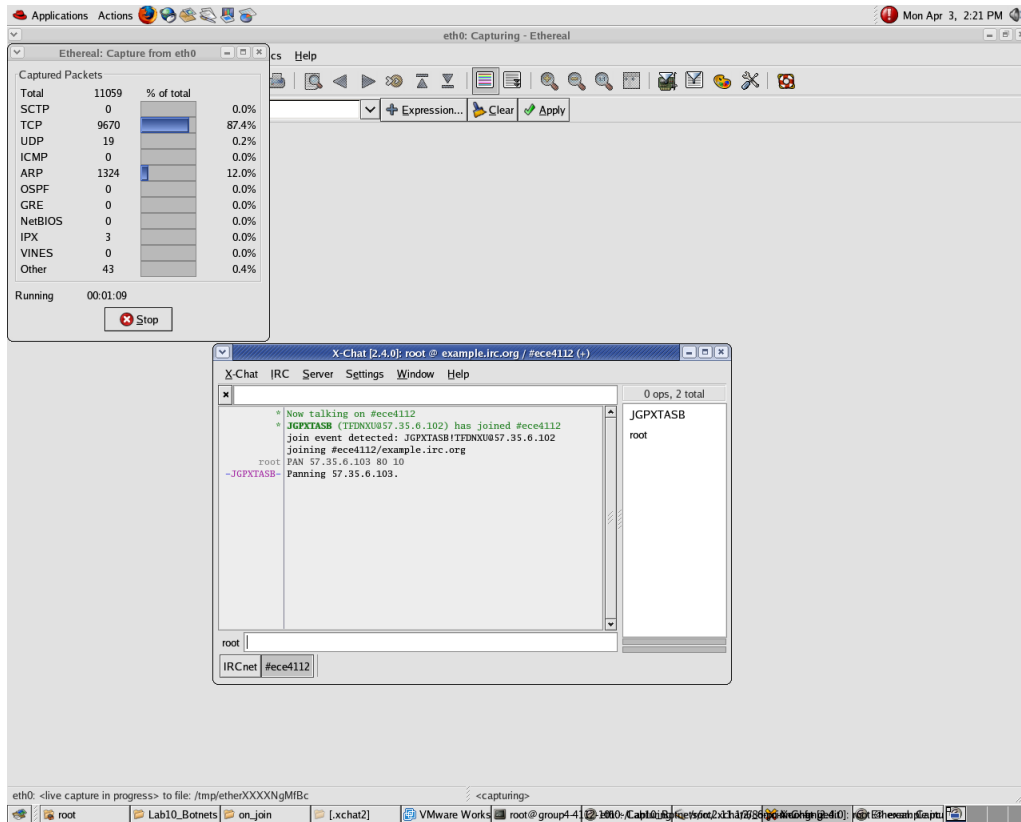 Applications Actions
Mon Apr 3, 2:21 PM
eth0: Capturing - Ethereal
Ethereal: Capture from eth0
cs Help
Expression... Clear Apply
Captured Packets
Total 11059 % of total
SCTP 0 0.0%
TCP 9670 87.4%
UDP 19 0.2%
ICMP 0 0.0%
ARP 1324 12.0%
OSPF 0 0.0%
GRE 0 0.0%
NetBIOS 0 0.0%
IPX 3 0.0%
VINES 0 0.0%
Other 43 0.4%
Running 00:01:09
Stop
X-Chat [2.4.0]: root @ example.irc.org / #ece4112 (+)
X-Chat IRC Server Settings Window Help
0 ops, 2 total
* Now talking on #ece4112
* JGPXTASB (TFDNXU@57.35.6.102) has joined #ece4112
join event detected: JGPXTASB!TFDNXU@57.35.6.102
joining #ece4112/example.irc.org
root PAN 57.35.6.103 80 10
-JGPXTASB- Panning 57.35.6.103.
JGPXTASB
root
root
IRCnet #ece4112
eth0: <live capture in progress> to file: /tmp/etherXXXXNgMfBc
<capturing>
root
Lab10_Botnets
on_join
[.xchat2]
VMware Works